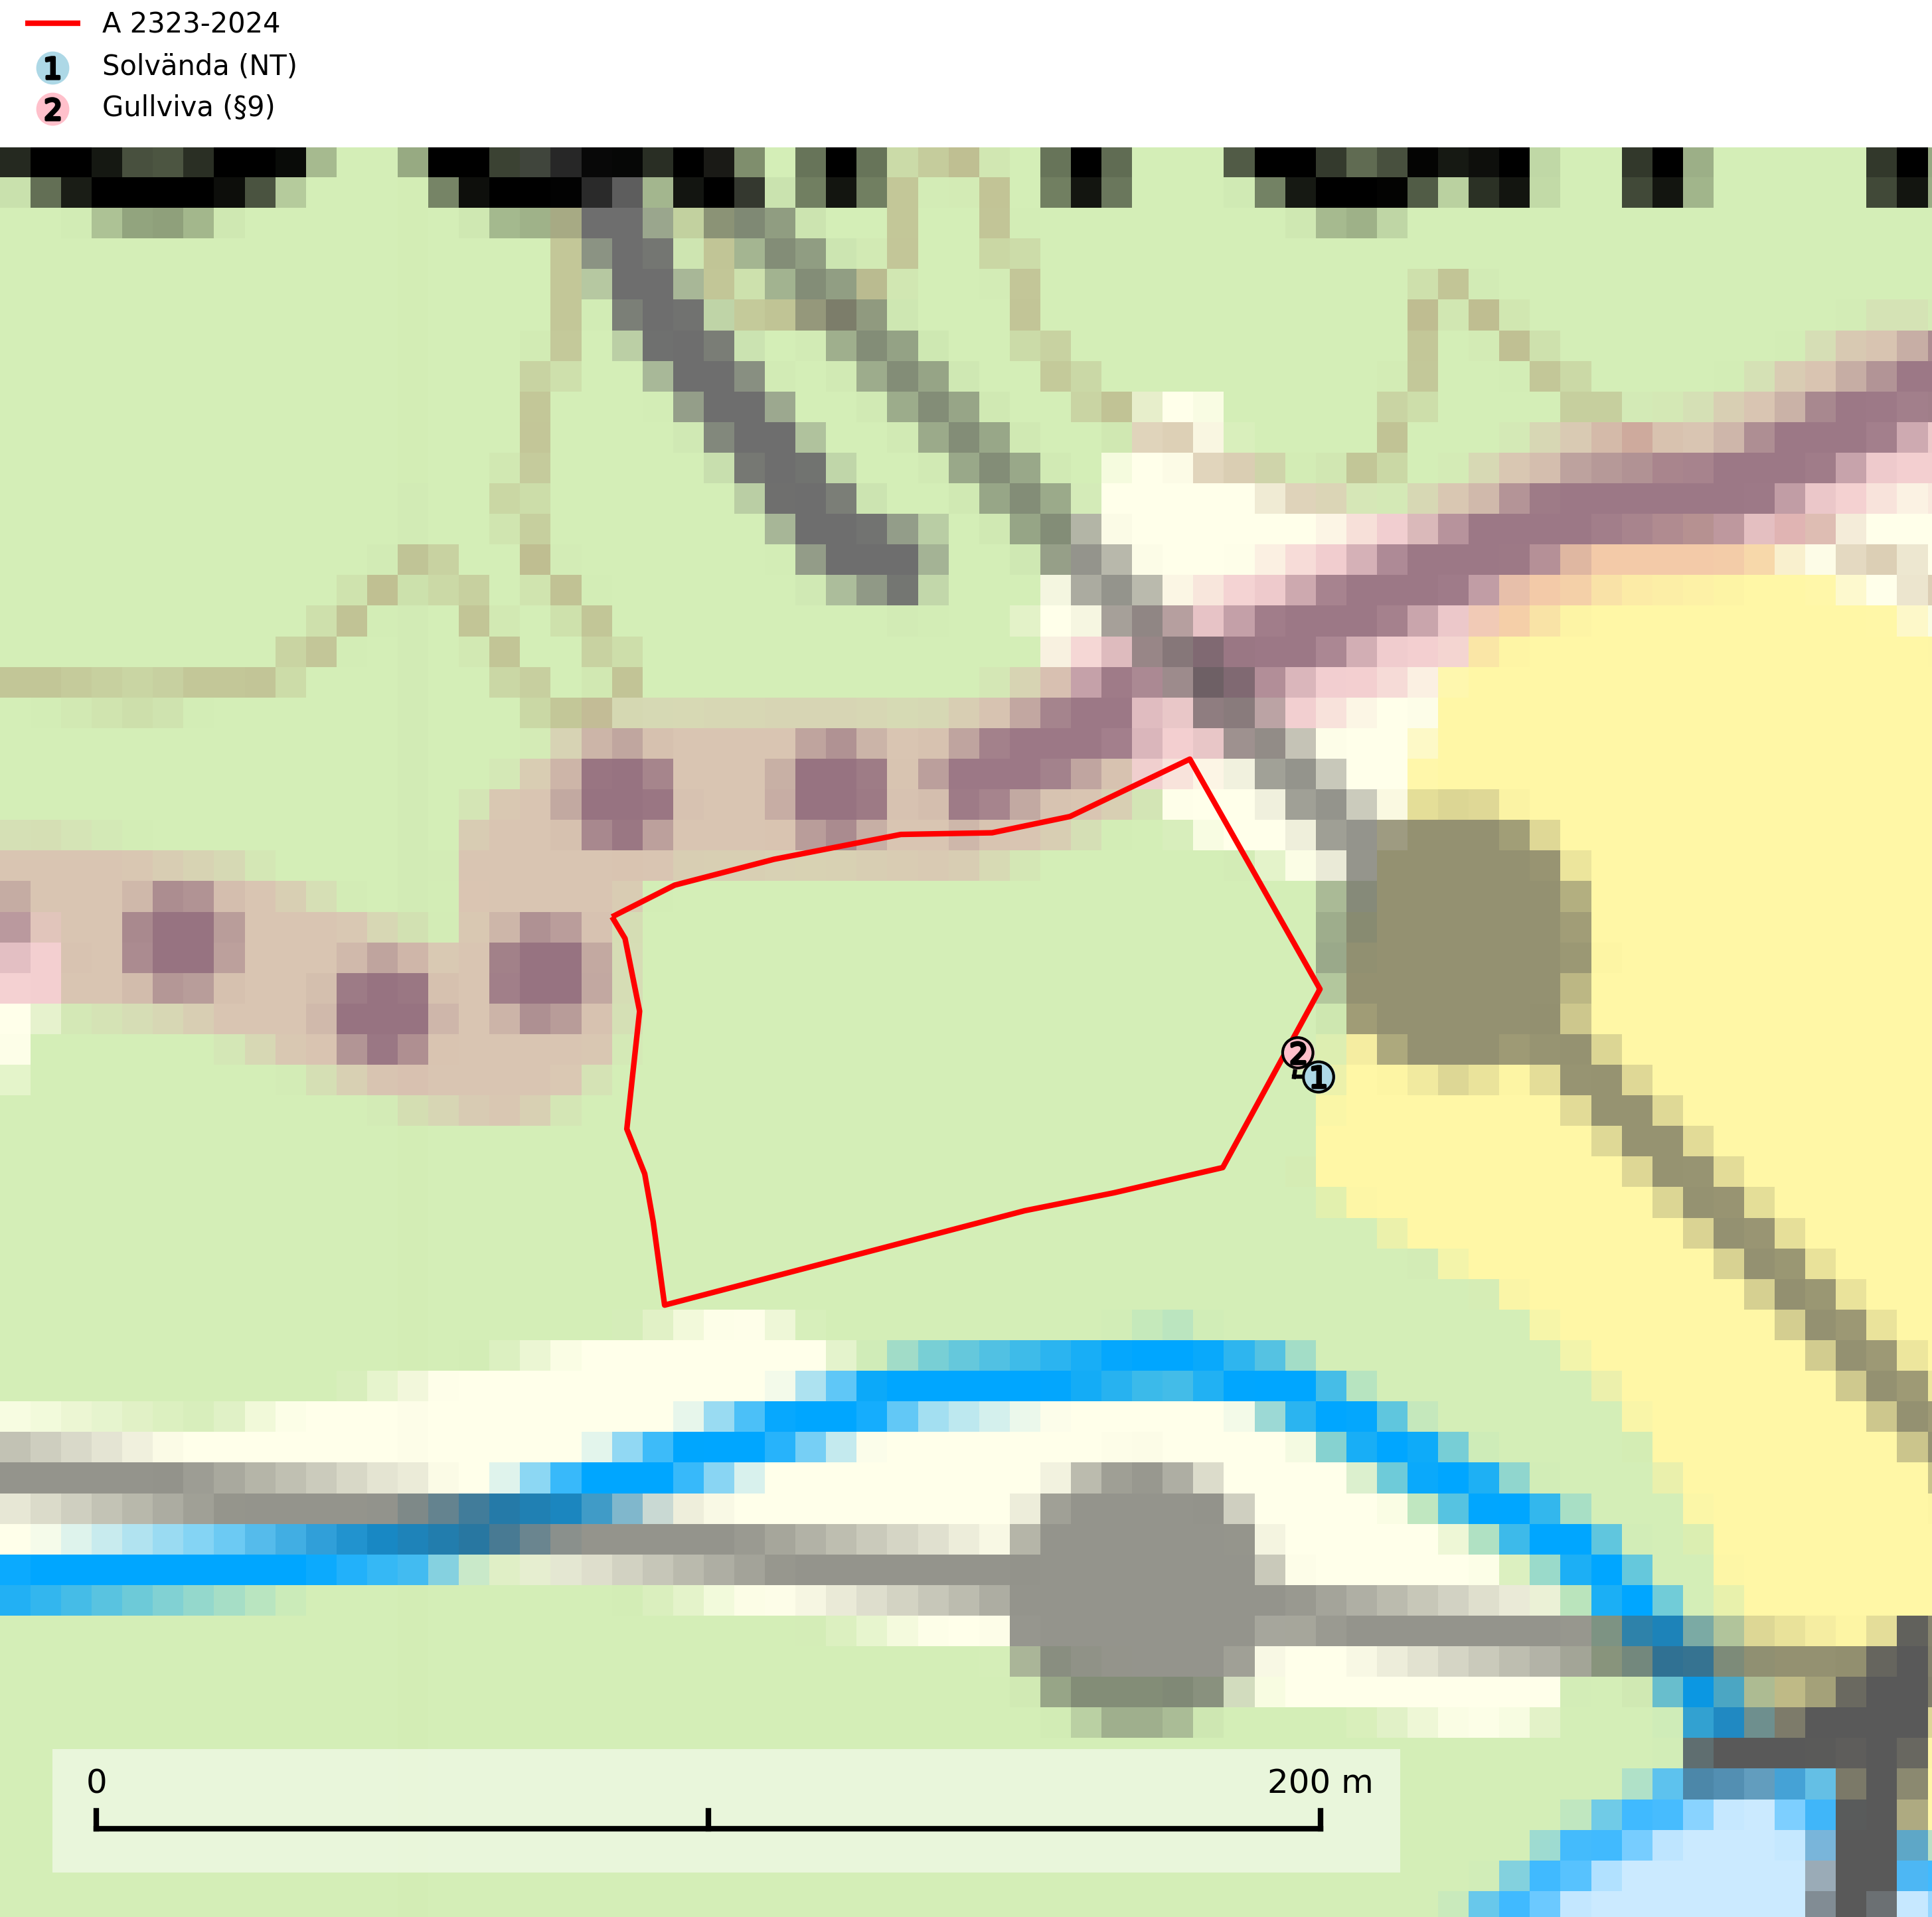 A 2323-2024
1 Solvända (NT)
2 Gullviva (§9)
2
1
0 200 m